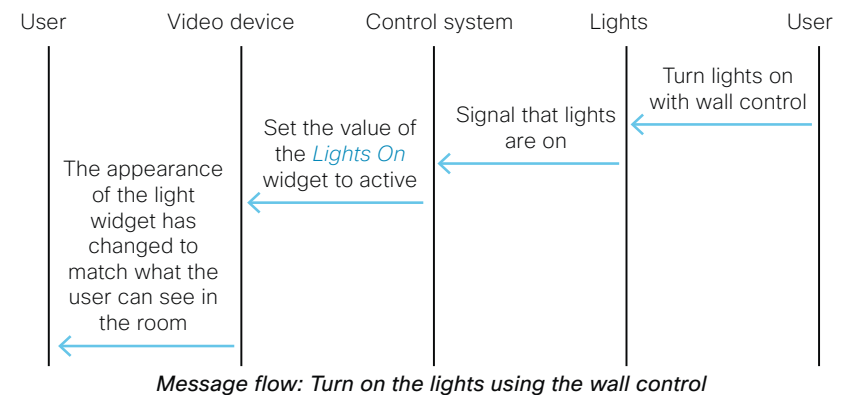 User
Video device
Control system
Lights
User
Turn lights on
with wall control
Signal that lights
are on
Set the value of
the Lights On
widget to active
The appearance
of the light
widget has
changed to
match what the
user can see in
the room
Message flow: Turn on the lights using the wall control